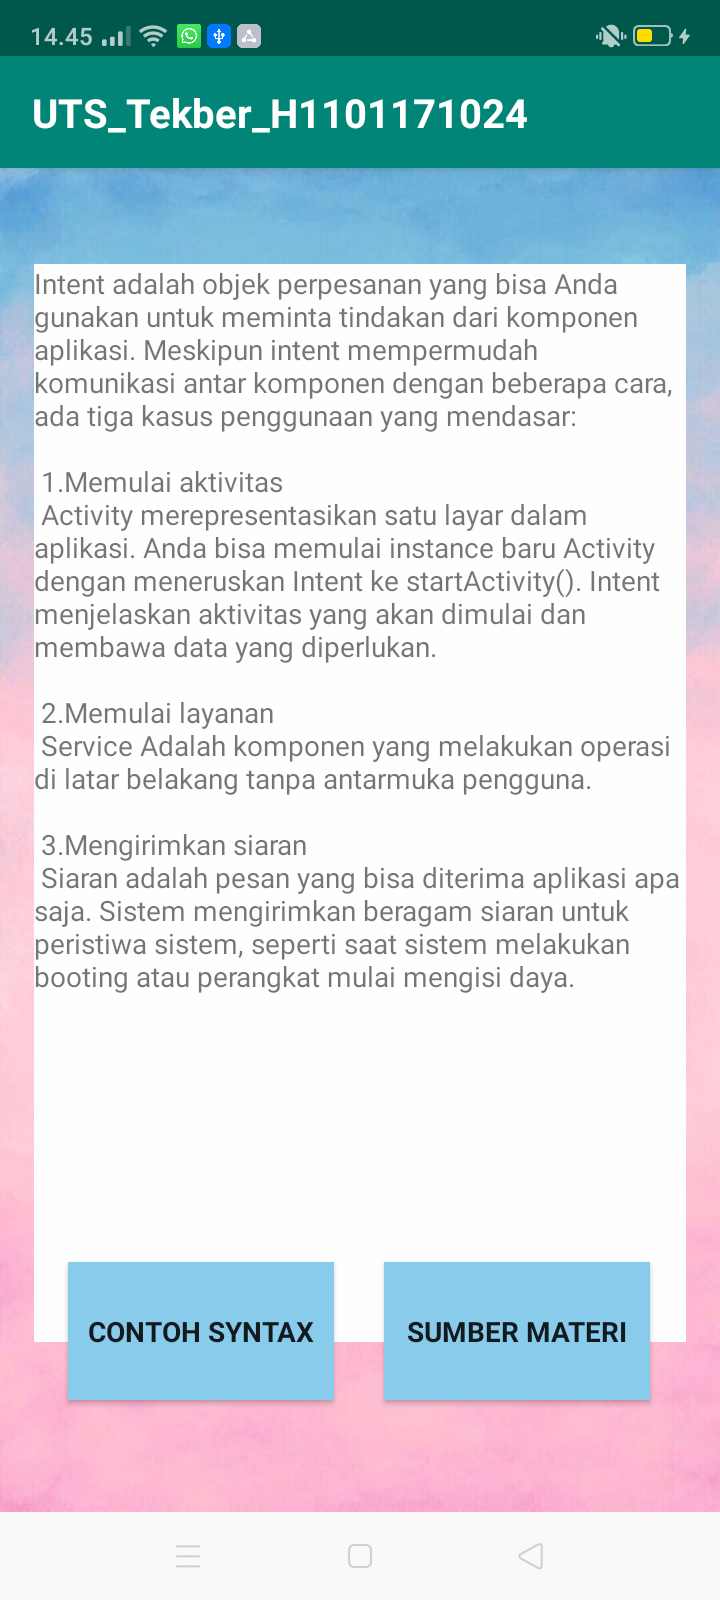 14.45
UTS_Tekber_H1101171024
Intent adalah objek perpesanan yang bisa Anda
gunakan untuk meminta tindakan dari komponen
aplikasi. Meskipun intent mempermudah
komunikasi antar komponen dengan beberapa cara,
ada tiga kasus penggunaan yang mendasar:
1.Memulai aktivitas
Activity merepresentasikan satu layar dalam
aplikasi. Anda bisa memulai instance baru Activity
dengan meneruskan Intent ke startActivity(). Intent
menjelaskan aktivitas yang akan dimulai dan
membawa data yang diperlukan.
2.Memulai layanan
Service Adalah komponen yang melakukan operasi
di latar belakang tanpa antarmuka pengguna.
3.Mengirimkan siaran
Siaran adalah pesan yang bisa diterima aplikasi apa
saja. Sistem mengirimkan beragam siaran untuk
peristiwa sistem, seperti saat sistem melakukan
booting atau perangkat mulai mengisi daya.
CONTOH SYNTAX
SUMBER MATERI